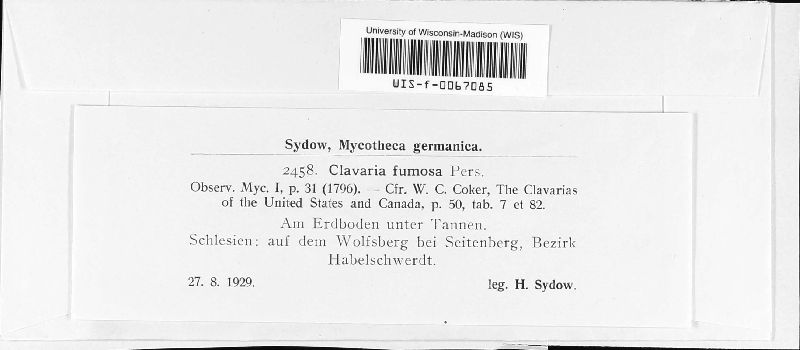 University of Wisconsin-Madison (WIS)
WIS-f-0067085
Sydow, Mycotheca germanica.
2458. Clavaria fumosa Pers.
Observ. Myc. I, p. 31 (1796). — Cfr. W. C. Coker, The Clavarias
of the United States and Canada, p. 50, tab. 7 et 82.
Am Erdboden unter Tannen.
Schlesien: auf dem Wolfsberg bei Seitenberg, Bezirk
Habelschwerdt.
27. 8. 1929. leg. H. Sydow.